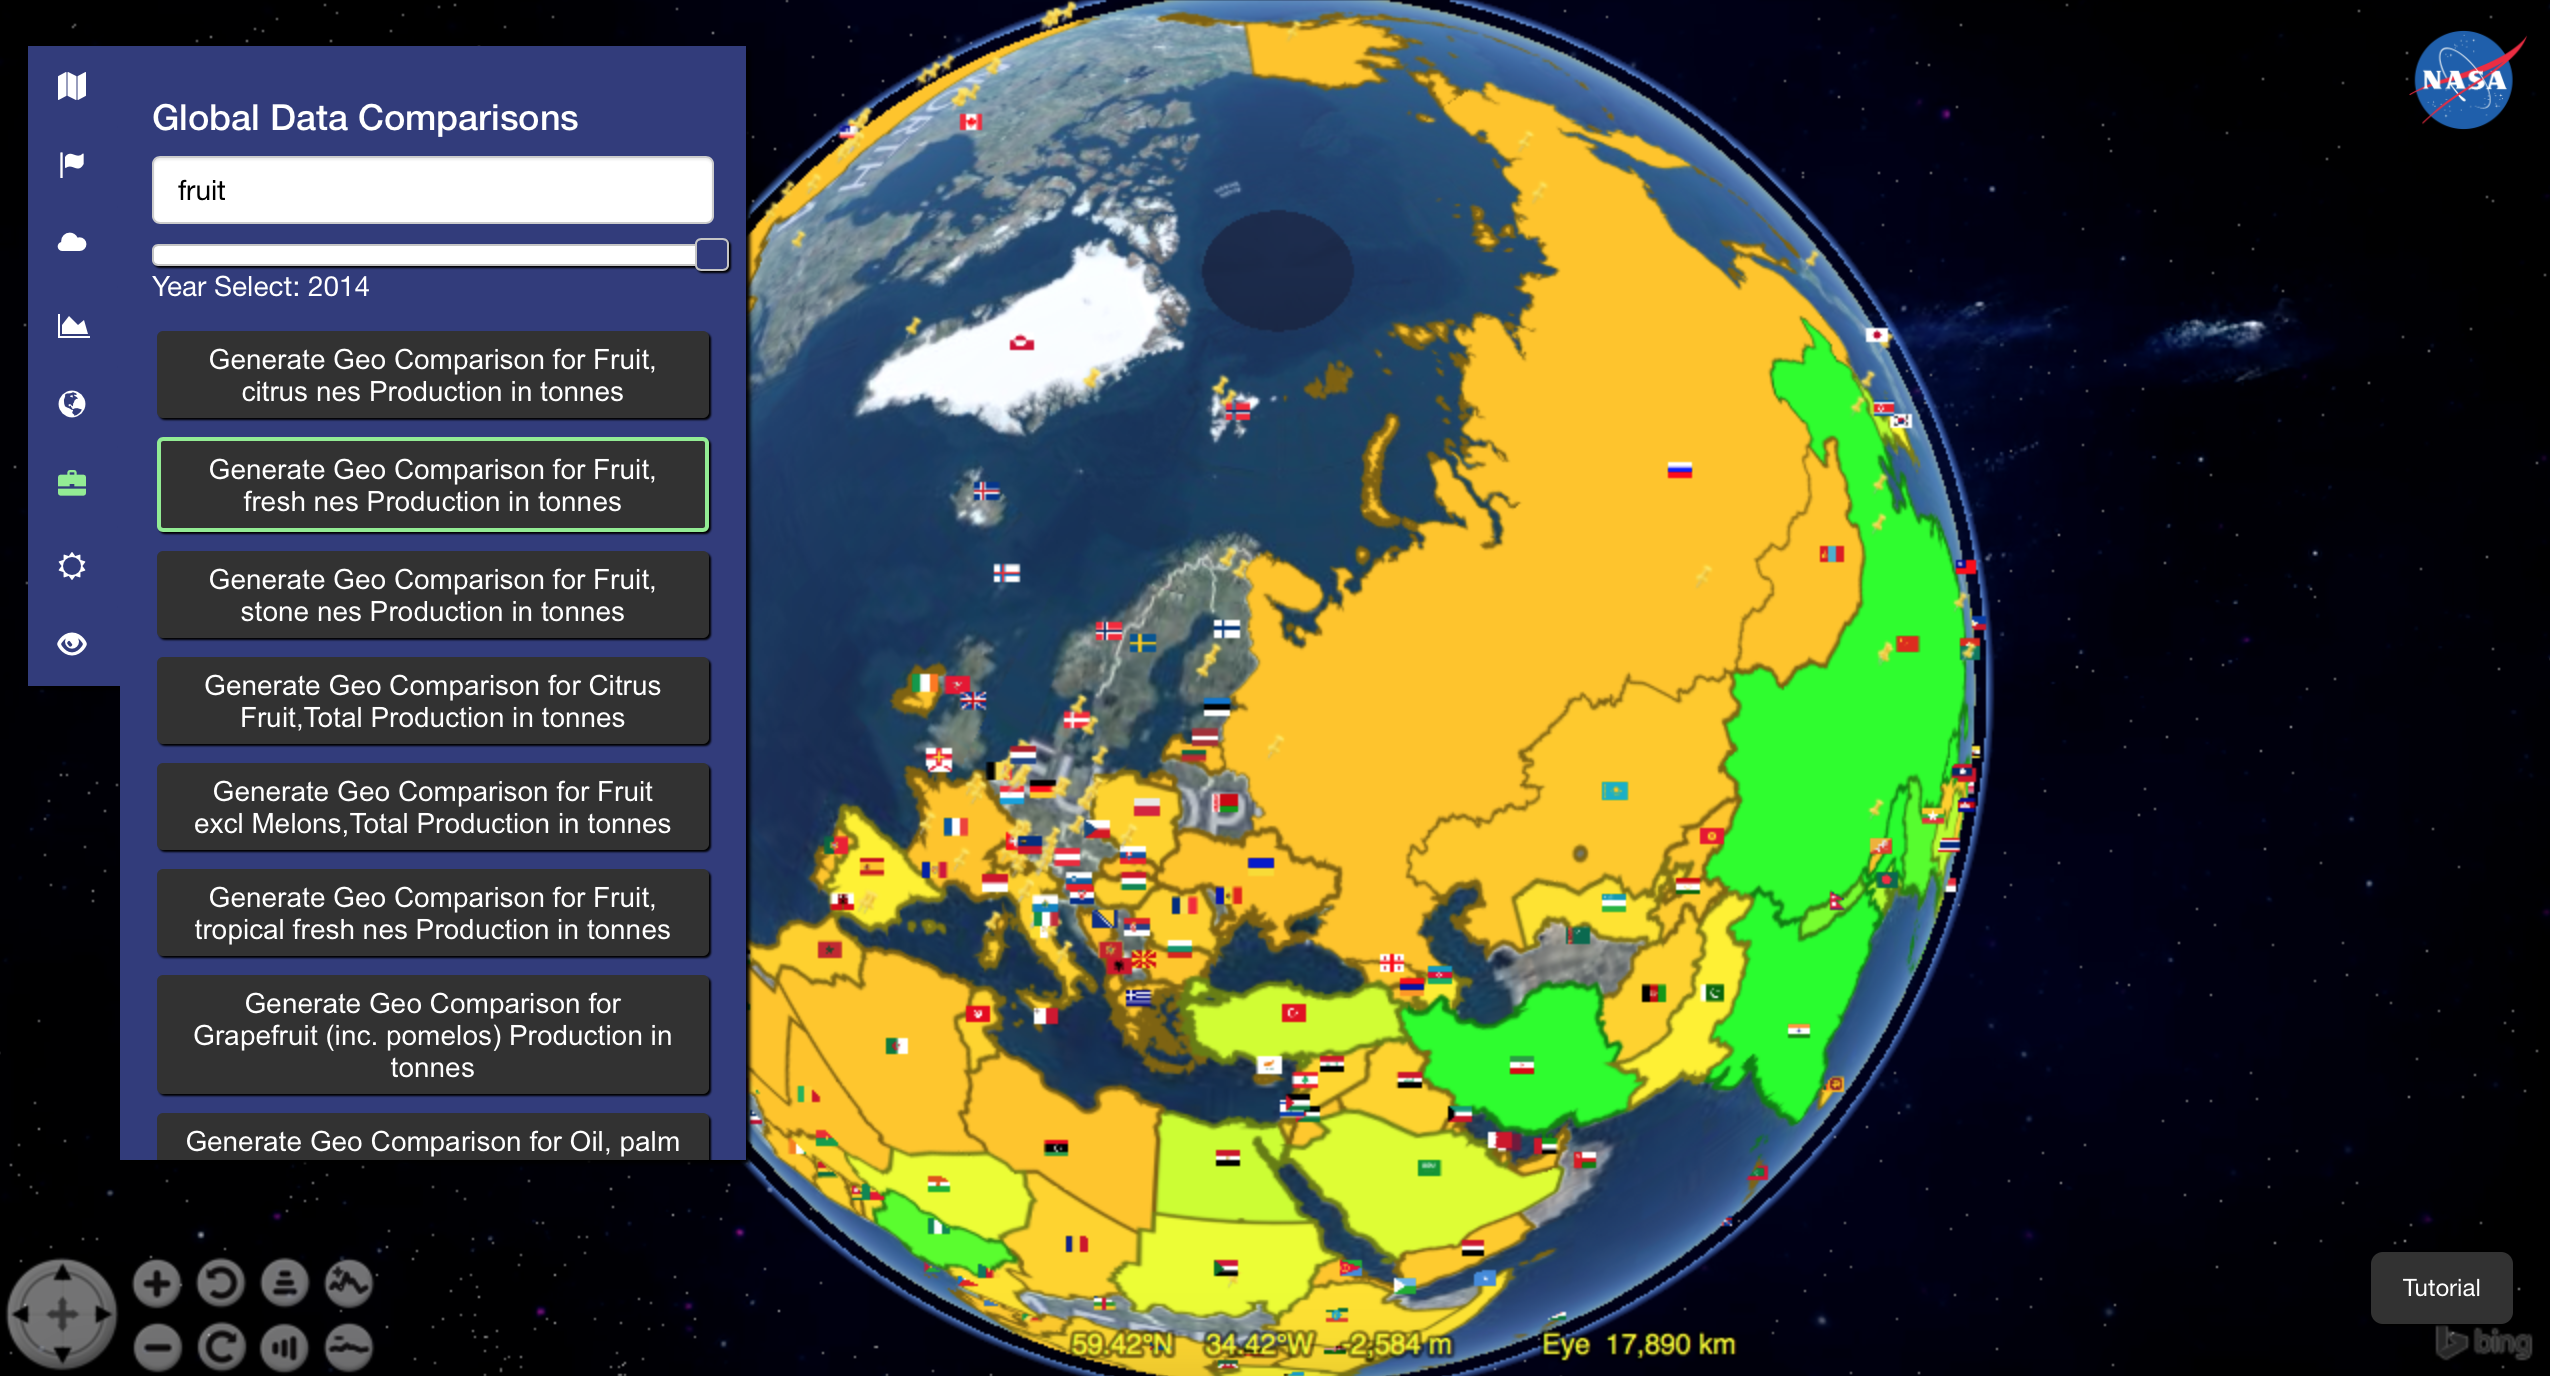 Global Data Comparisons
fruit
Year Select: 2014
Generate Geo Comparison for Fruit,
citrus nes Production in tonnes
Generate Geo Comparison for Fruit,
fresh nes Production in tonnes
Generate Geo Comparison for Fruit,
stone nes Production in tonnes
Generate Geo Comparison for Citrus
Fruit,Total Production in tonnes
Generate Geo Comparison for Fruit
excl Melons,Total Production in tonnes
Generate Geo Comparison for Fruit,
tropical fresh nes Production in tonnes
Generate Geo Comparison for
Grapefruit (inc. pomelos) Production in
tonnes
Generate Geo Comparison for Oil, palm
NASA
59.42°N 34.42°W -2,584 m Eye 17,890 km
Tutorial
bing